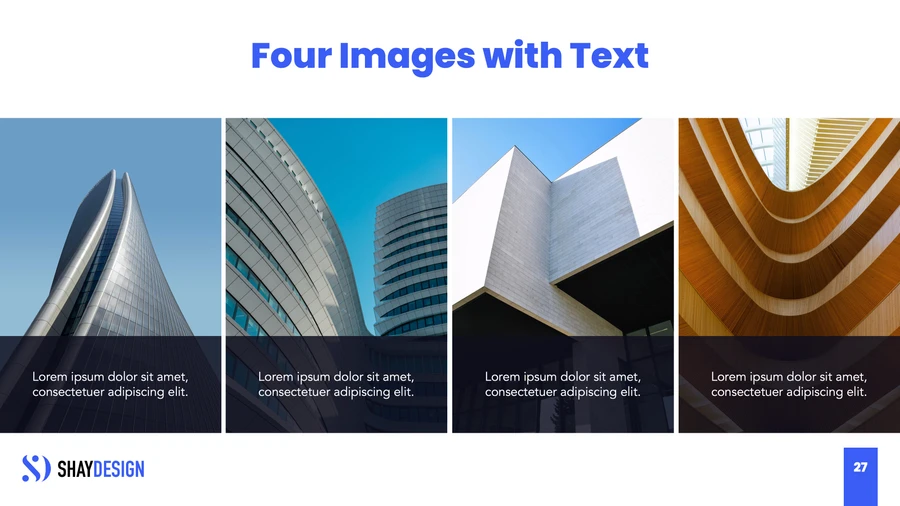 Four Images with Text
Lorem ipsum dolor sit amet,
consectetuer adipiscing elit.
Lorem ipsum dolor sit amet,
consectetuer adipiscing elit.
Lorem ipsum dolor sit amet,
consectetuer adipiscing elit.
Lorem ipsum dolor sit amet,
consectetuer adipiscing elit.
SHAYDESIGN
27